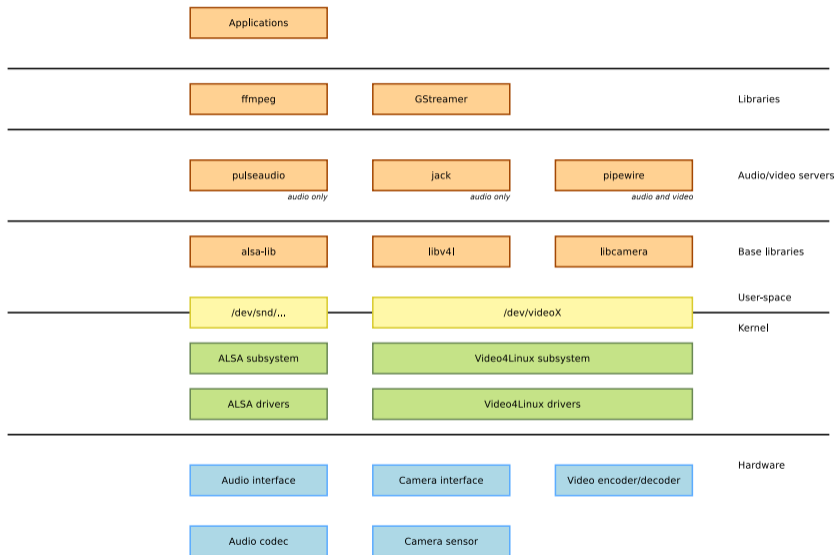 Applications
ffmpeg
GStreamer
Libraries
pulseaudio
jack
pipewire
Audio/video servers
audio only
audio only
audio and video
alsa-lib
libv4l
libcamera
Base libraries
User-space
/dev/snd/...
/dev/videoX
Kernel
ALSA subsystem
Video4Linux subsystem
ALSA drivers
Video4Linux drivers
Hardware
Audio interface
Camera interface
Video encoder/decoder
Audio codec
Camera sensor